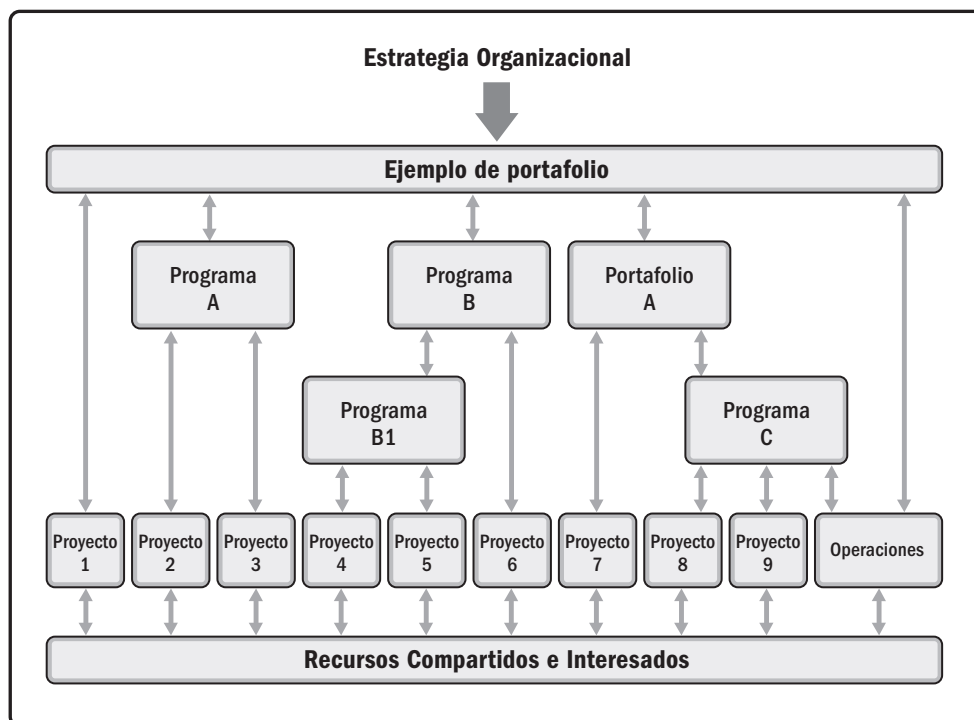 Estrategia Organizacional
Ejemplo de portafolio
Programa
A
Programa
B
Portafolio
A
Programa
B1
Programa
C
Proyecto
1
Proyecto
2
Proyecto
3
Proyecto
4
Proyecto
5
Proyecto
6
Proyecto
7
Proyecto
8
Proyecto
9
Operaciones
Recursos Compartidos e Interesados